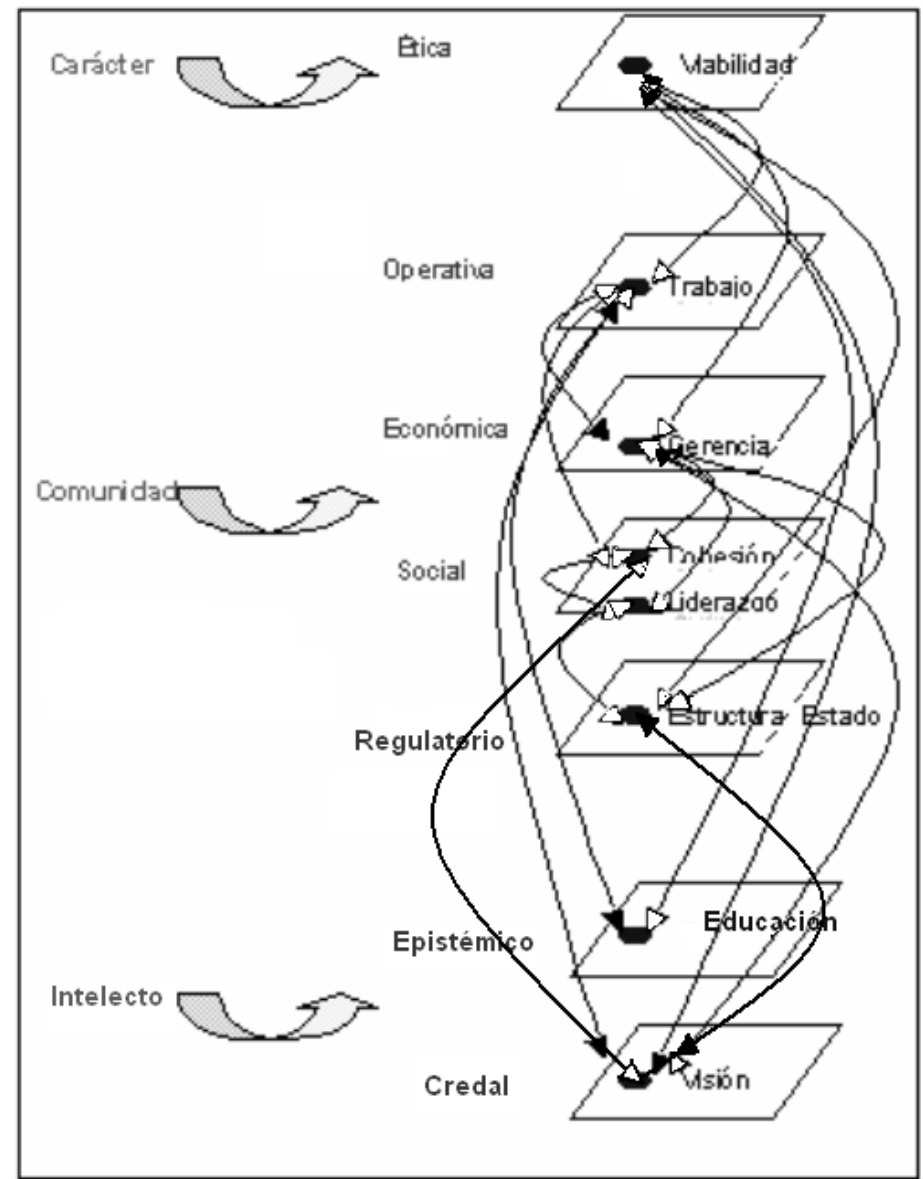 Ética
Carácter
Viabilidad
Operativa
Trabajo
Económica
Gerencia
Comunidad
Cohesión
Social
Liderazgo
Estructura Estado
Regulatorio
Educación
Epistémico
Intelecto
Visión
Credal